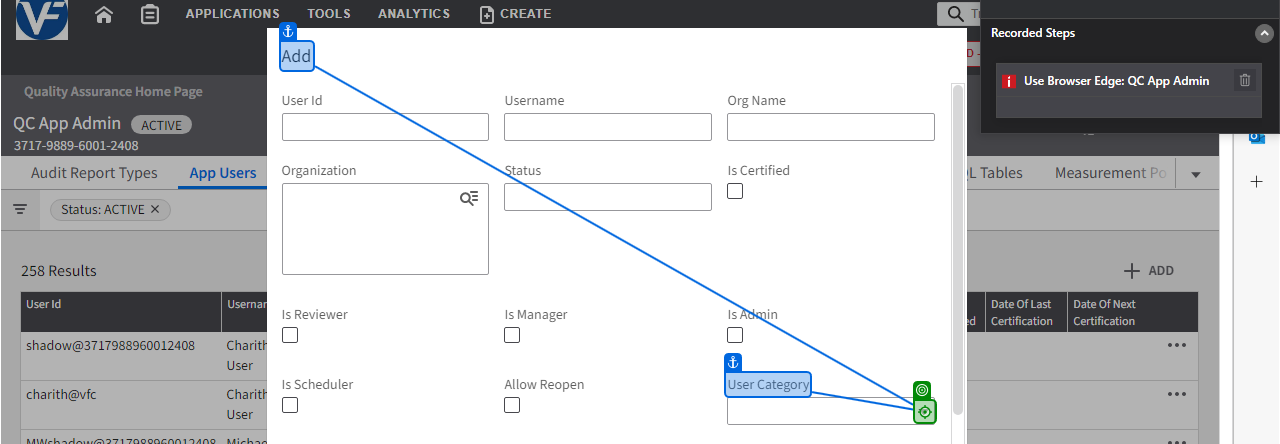 VF
APPLICATIONS
TOOLS
ANALYTICS
CREATE
Recorded Steps
Use Browser Edge: QC App Admin
Add
Quality Assurance Home Page
QC App Admin
ACTIVE
3717-9889-6001-2408
User Id
Username
Org Name
Audit Report Types
App Users
Organization
Status
Is Certified
QL Tables
Measurement Po
Status: ACTIVE ×
258 Results
ADD
User Id
Usernam
Date Of Last
Certification
Date Of Next
Certification
Is Reviewer
Is Manager
Is Admin
shadow@3717988960012408
Charith
User
Is Scheduler
Allow Reopen
User Category
charith@vfc
Charith
User
MWshadow@3717988960012408
Michae